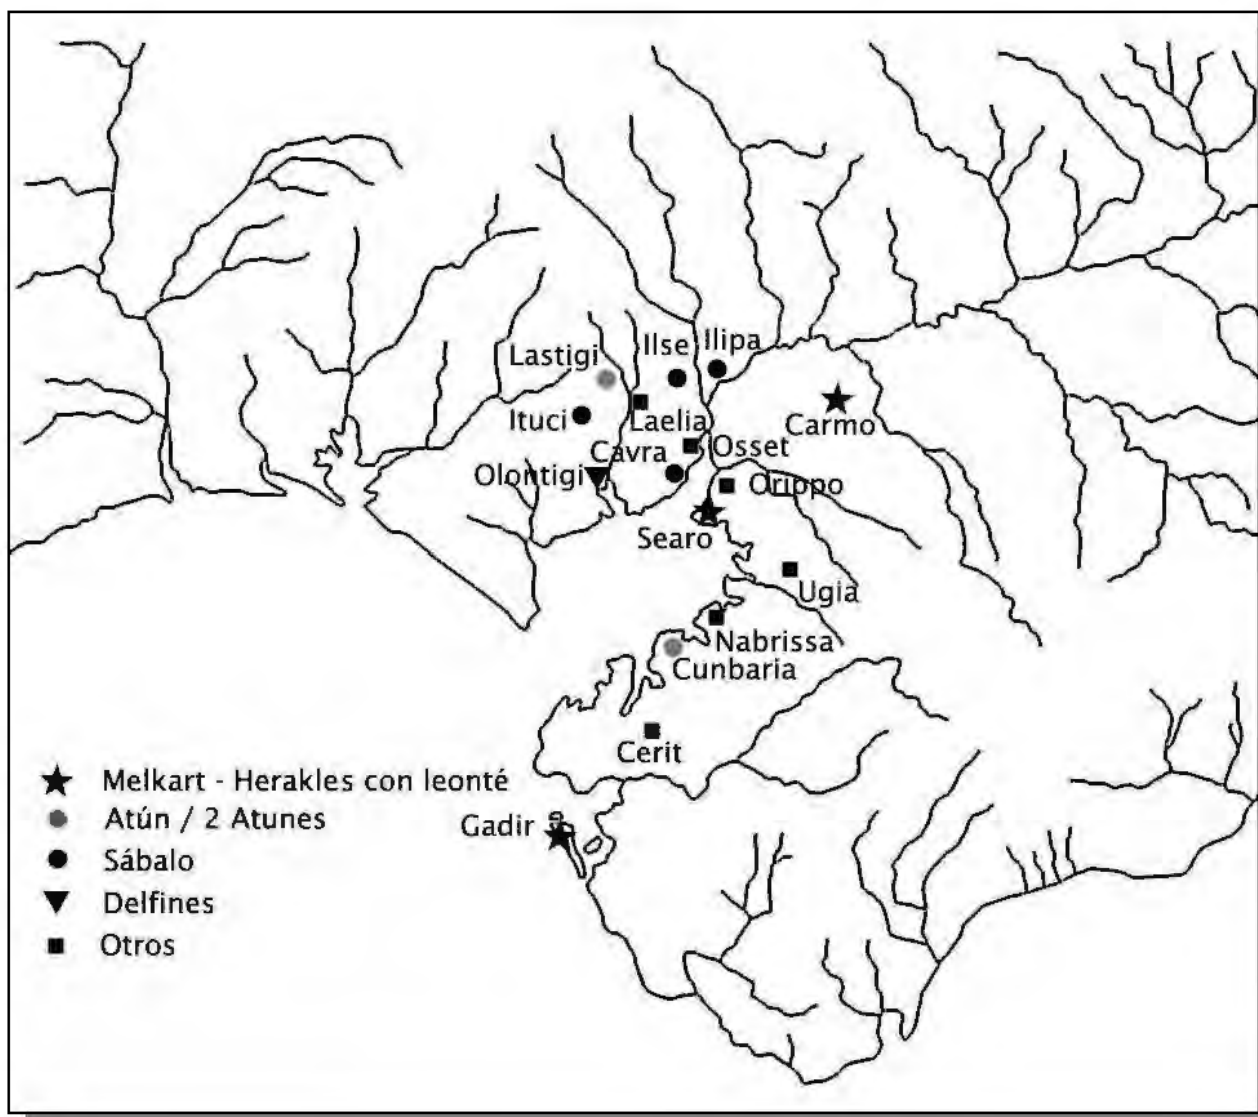 Lastigi
Ilse
Ilipa
Ituci
Laelia
Carmo
Cavra
Osset
Olontigi
Orippo
Searo
Ugia
Nabrissa
Cunbaria
Cerit
Gadir
Melkart - Herakles con leonté
Atún / 2 Atunes
Sábalo
Delfines
Otros